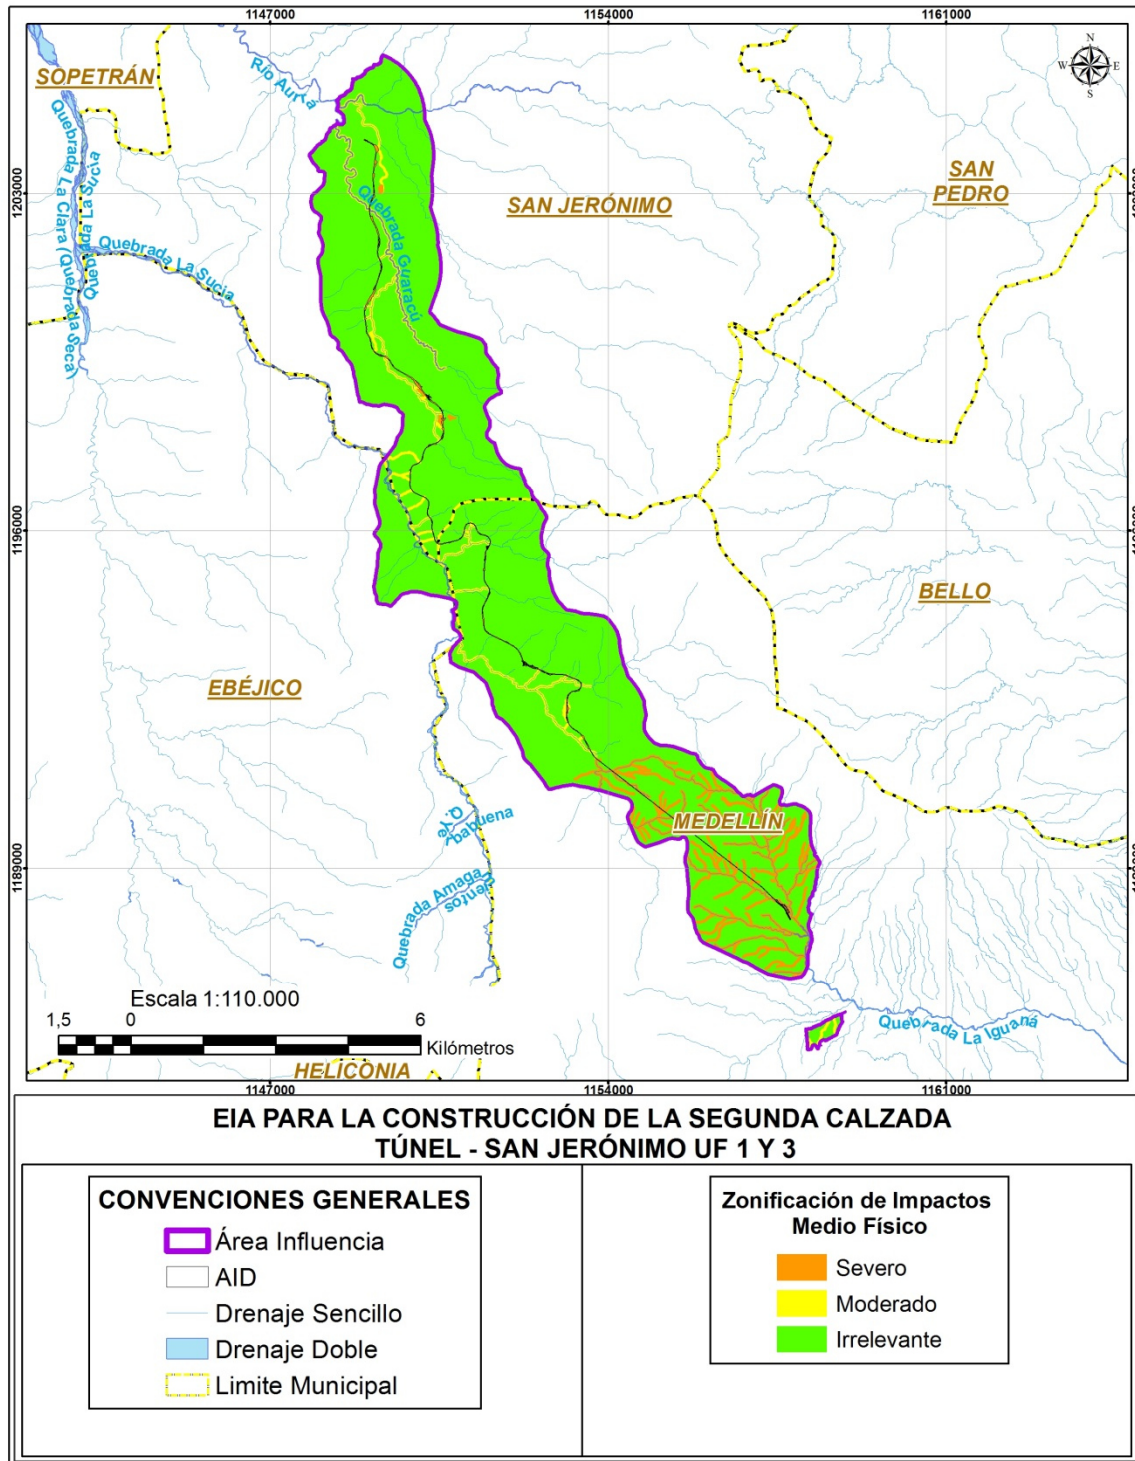 1147000
1154000
1161000
SOPETRÁN
Río Aurrá
N
W
E
S
Quebrada La Clara (Quebrada Seca)
Quebrada La Sucia
1203000
SAN
PEDRO
SAN JERÓNIMO
Quebrada Guaracú
Quebrada La Sucia
1196000
BELLO
EBÉJICO
MEDELLÍN
Q. Ye
rbabuena
1189000
Quebrada Amaga
mientos
Escala 1:110.000
1,5 0 6
Kilómetros
Quebrada La Iguaná
HELICONIA
1147000
1154000
1161000
EIA PARA LA CONSTRUCCIÓN DE LA SEGUNDA CALZADA
TÚNEL - SAN JERÓNIMO UF 1 Y 3
CONVENCIONES GENERALES
Área Influencia
AID
Drenaje Sencillo
Drenaje Doble
Limite Municipal
Zonificación de Impactos
Medio Físico
Severo
Moderado
Irrelevante